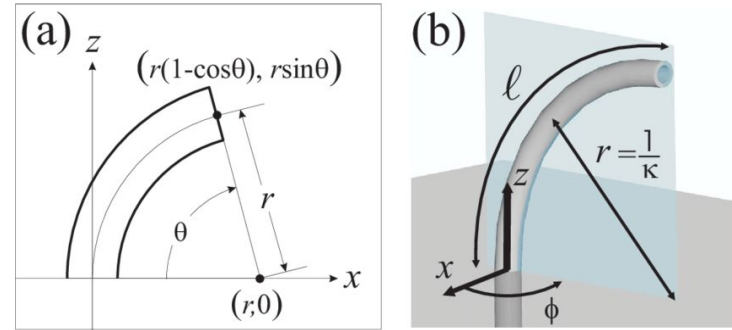 (a)
z
(r(1-cosθ), rsinθ)
θ
r
x
(r,0)
(b)
ℓ
r = 1/κ
z
x
ϕ